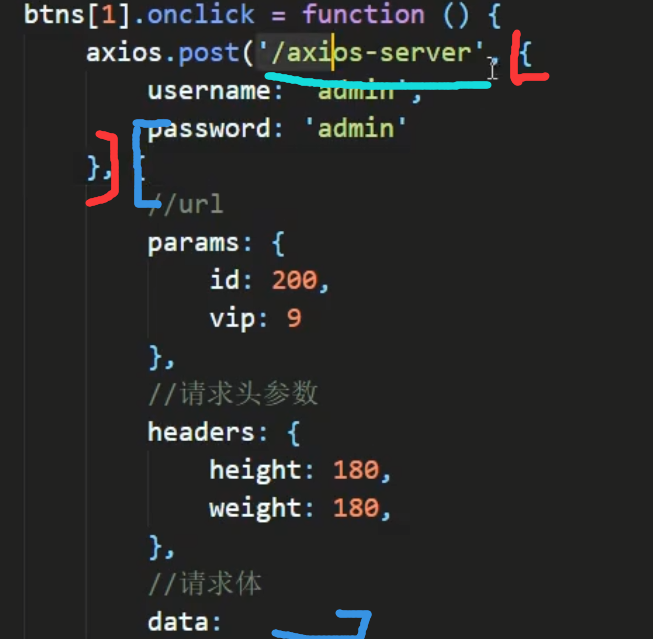 btns[1].onclick = function () {
axios.post('/axios-server', {
username: 'admin',
password: 'admin'
}, {
//url
params: {
id: 200,
vip: 9
},
//请求头参数
headers: {
height: 180,
weight: 180,
},
//请求体
data: